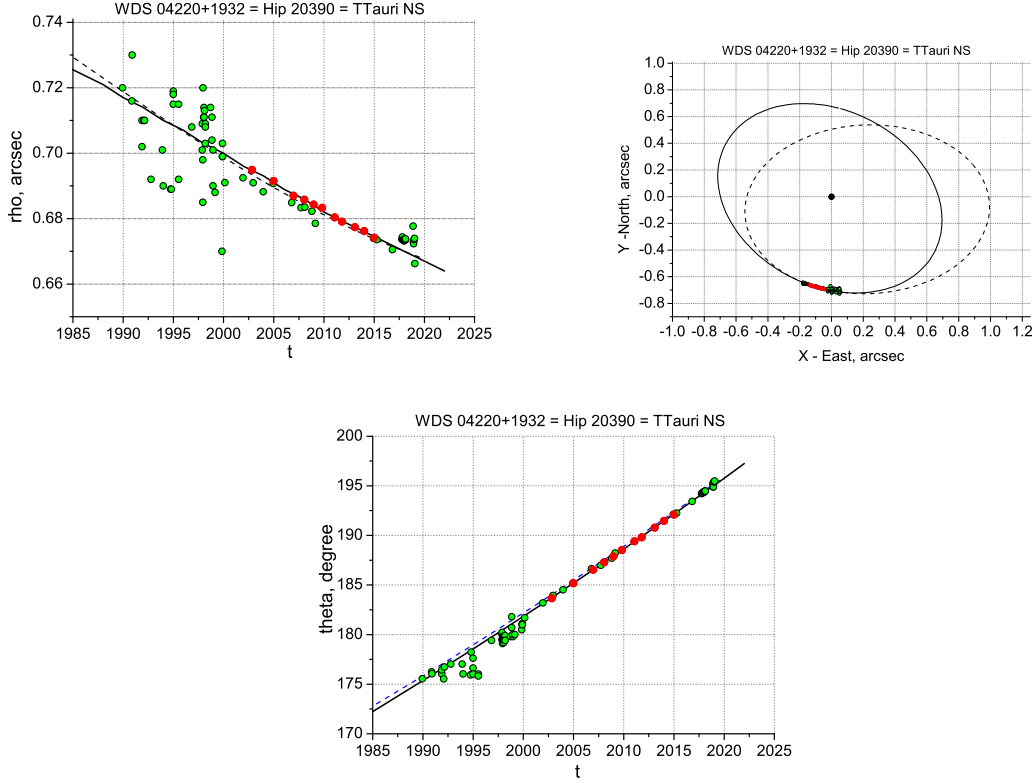 WDS 04220+1932 = Hip 20390 = TTauri NS
0.74
0.72
0.70
0.68
0.66
rho, arcsec
1985 1990 1995 2000 2005 2010 2015 2020 2025
t
WDS 04220+1932 = Hip 20390 = TTauri NS
1.0
0.8
0.6
0.4
0.2
0.0
-0.2
-0.4
-0.6
-0.8
Y -North, arcsec
-1.0 -0.8 -0.6 -0.4 -0.2 0.0 0.2 0.4 0.6 0.8 1.0 1.2
X - East, arcsec
WDS 04220+1932 = Hip 20390 = TTauri NS
200
195
190
185
180
175
170
theta, degree
1985 1990 1995 2000 2005 2010 2015 2020 2025
t